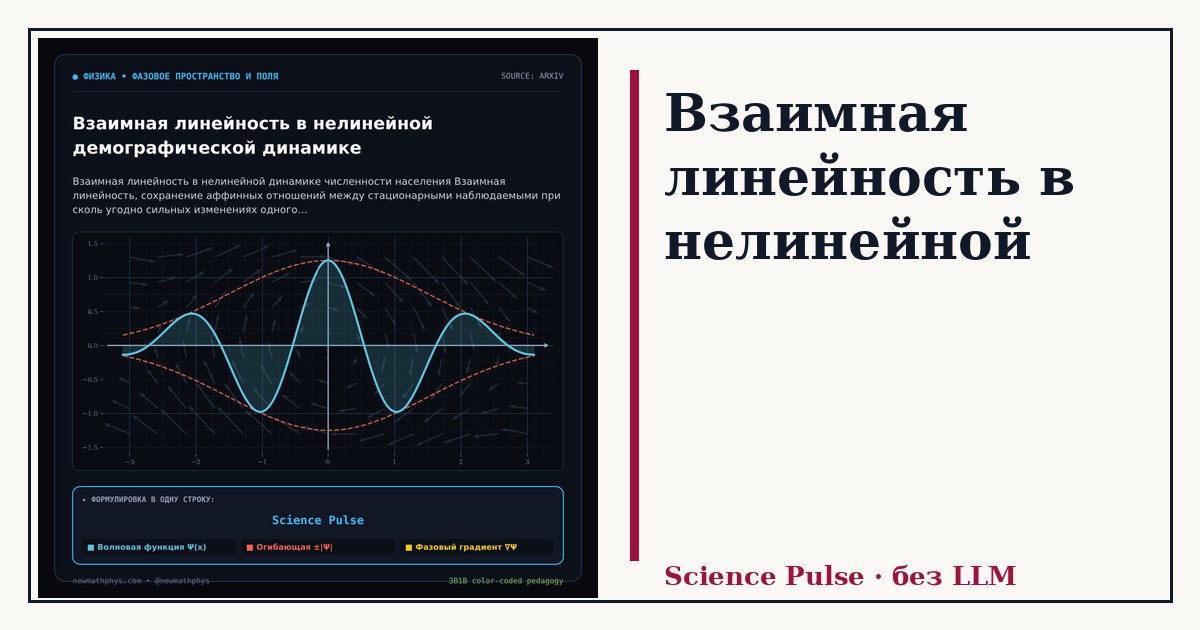 ● ФИЗИКА • ФАЗОВОЕ ПРОСТРАНСТВО И ПОЛЯ
SOURCE: ARXIV
Взаимная линейность в нелинейной
демографической динамике
Взаимная линейность в нелинейной динамике численности населения Взаимная
линейность, сохранение аффинных отношений между стационарными наблюдаемыми при
сколь угодно сильных изменениях одного...
1.5
1.0
0.5
0.0
−0.5
−1.0
−1.5
−3
−2
−1
0
1
2
3
▸ ФОРМУЛИРОВКА В ОДНУ СТРОКУ:
Science Pulse
■ Волновая функция Ψ(x)
■ Огибающая ±|Ψ|
■ Фазовый градиент ∇Ψ
newmathphys.com • @newmathphys
3B1B color-coded pedagogy
Взаимная
линейность в
нелинейной
Science Pulse · без LLM